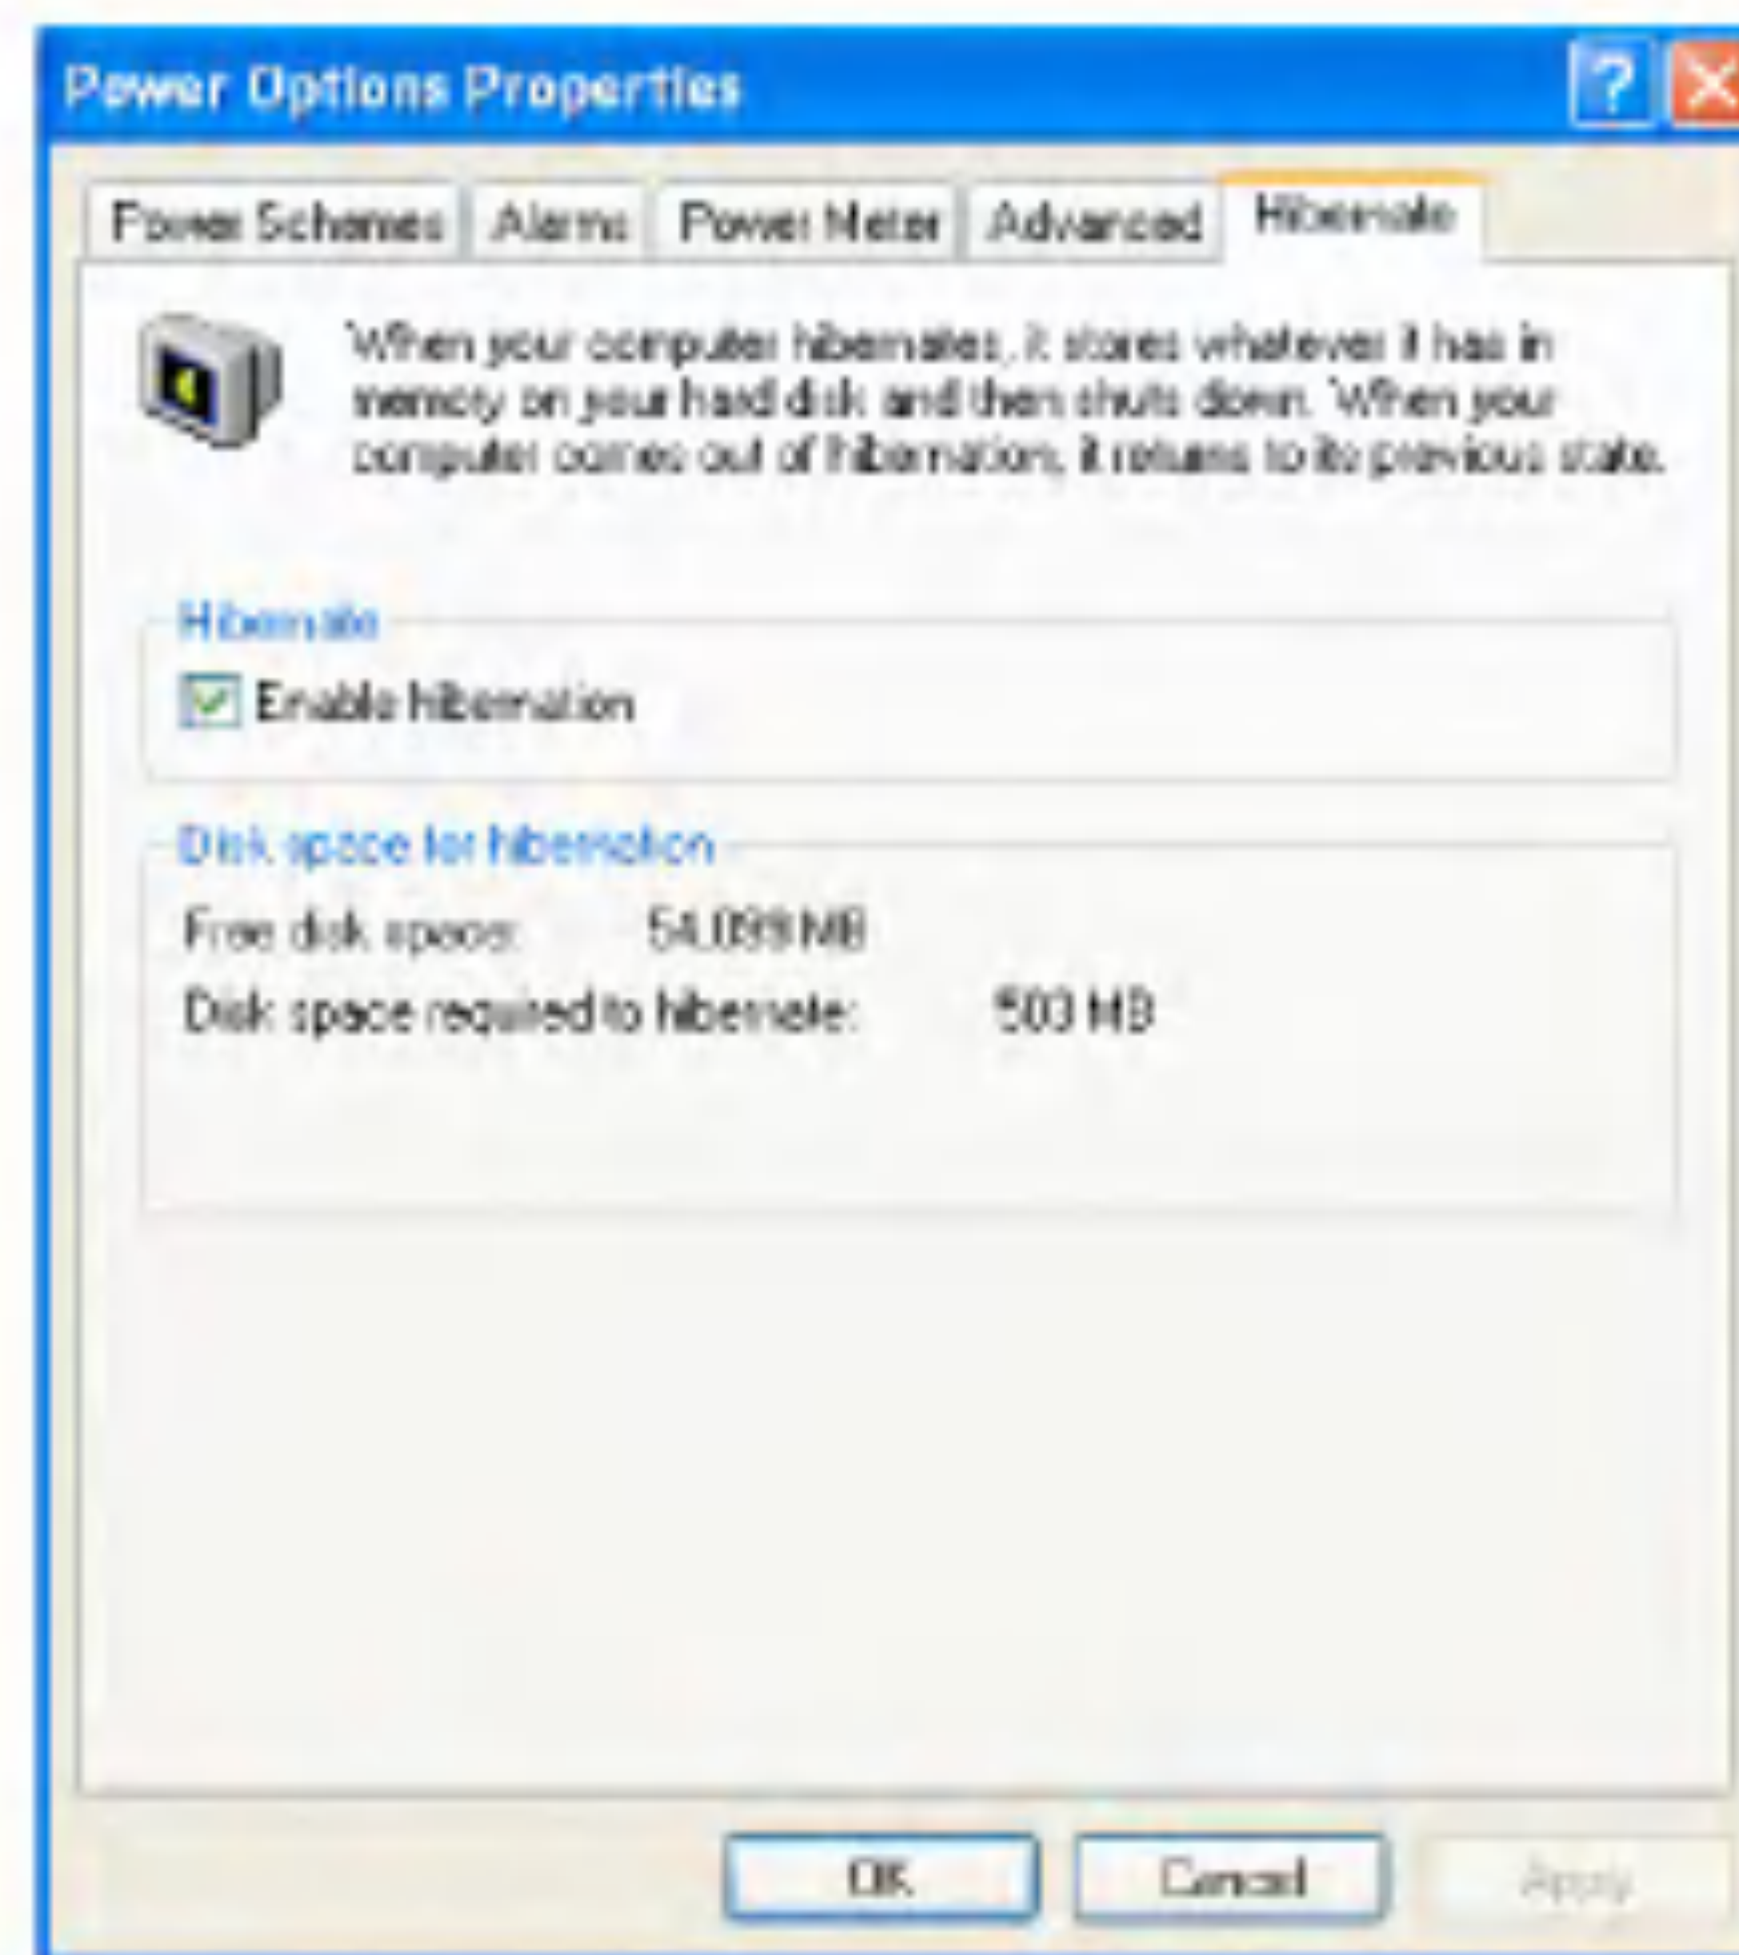 Power Options Properties
Power Schemes Alarms Power Meter Advanced Hibernate
When your computer hibernates, it stores whatever it has in
memory on your hard disk and then shuts down. When your
computer comes out of hibernation, it returns to its previous state.
Hibernate
Enable hibernation
Disk space for hibernation
Free disk space: MB
Disk space required to hibernate: 503 MB
OK Cancel Apply